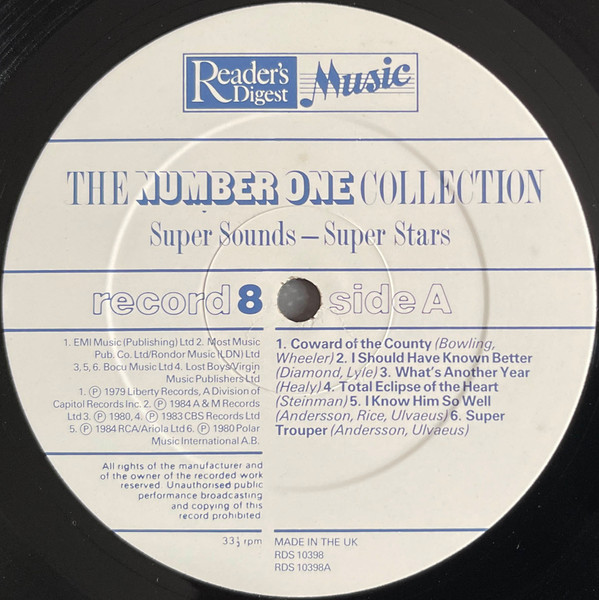 Reader's
Digest
Music
THE NUMBER ONE COLLECTION
Super Sounds – Super Stars
record 8 side A
1. EMI Music (Publishing) Ltd 2. Most Music
Pub. Co. Ltd/Rondor Music (LDN) Ltd
3, 5, 6. Bocu Music Ltd 4. Lost Boys/Virgin
Music Publishers Ltd
1. ℗ 1979 Liberty Records, A Division of
Capitol Records Inc. 2. ℗ 1984 A & M Records
Ltd 3. ℗ 1980, 4. ℗ 1983 CBS Records Ltd
5. ℗ 1984 RCA/Ariola Ltd 6. ℗ 1980 Polar
Music International A.B.
All rights of the manufacturer and
of the owner of the recorded work
reserved. Unauthorised public
performance broadcasting
and copying of this
record prohibited.
33⅓ rpm
1. Coward of the County (Bowling,
Wheeler) 2. I Should Have Known Better
(Diamond, Lyle) 3. What's Another Year
(Healy) 4. Total Eclipse of the Heart
(Steinman) 5. I Know Him So Well
(Andersson, Rice, Ulvaeus) 6. Super
Trouper (Andersson, Ulvaeus)
MADE IN THE UK
RDS 10398
RDS 10398A